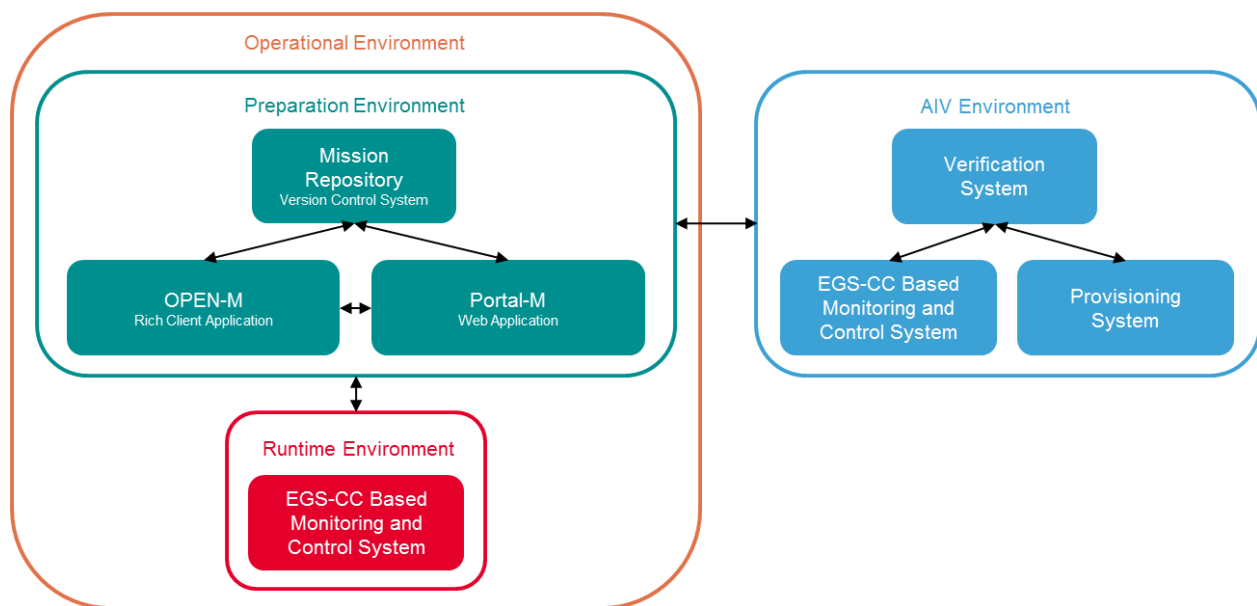 Operational Environment
Preparation Environment
Mission
Repository
Version Control System
OPEN-M
Rich Client Application
Portal-M
Web Application
Runtime Environment
EGS-CC Based
Monitoring and
Control System
AIV Environment
Verification
System
EGS-CC Based
Monitoring and
Control System
Provisioning
System